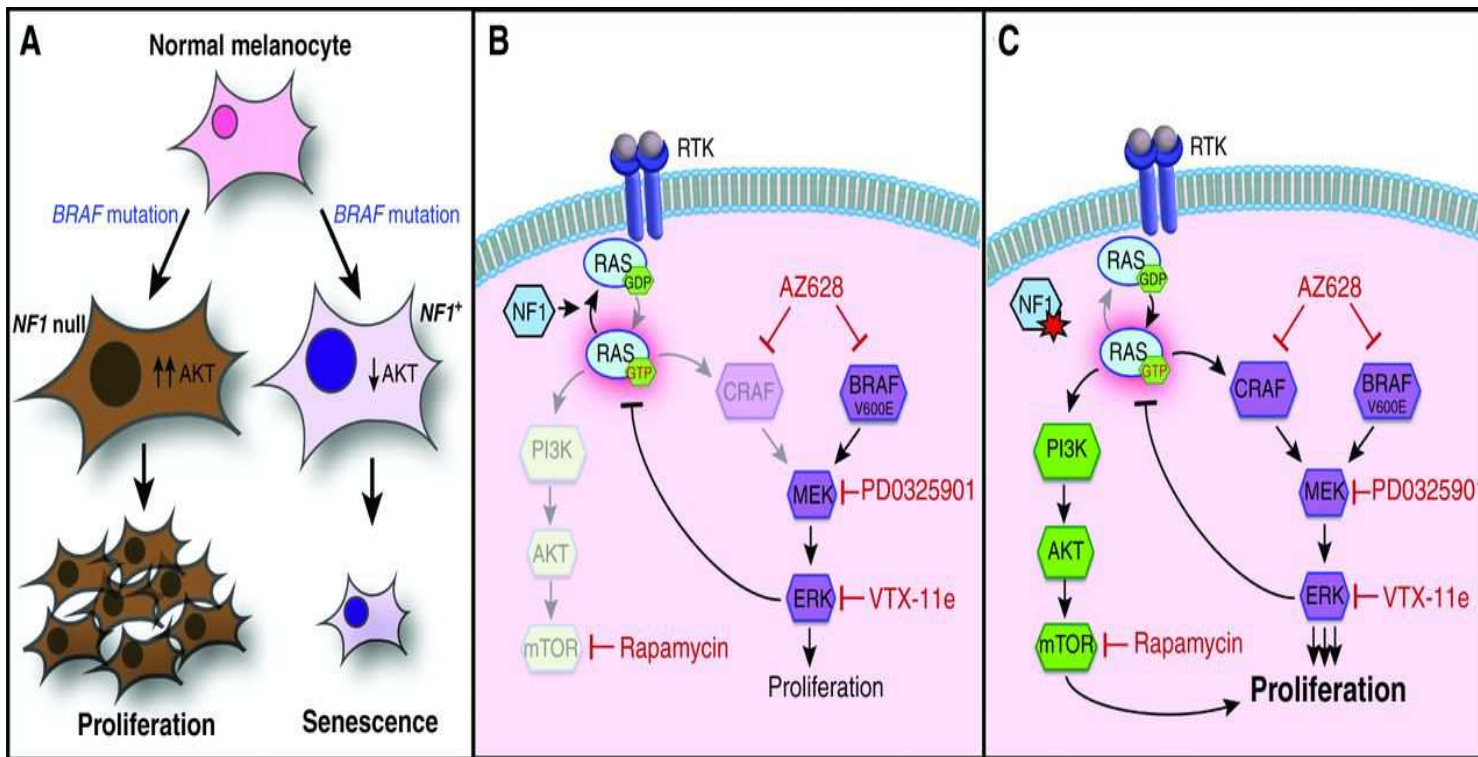 A
Normal melanocyte
BRAF mutation
BRAF mutation
NF1 null
NF1+
↑↑ AKT
↓ AKT
Proliferation
Senescence
B
RTK
RAS
GDP
NF1
RAS
GTP
AZ628
CRAF
BRAF
V600E
PI3K
MEK
PD0325901
AKT
ERK
VTX-11e
mTOR
Rapamycin
Proliferation
C
RTK
RAS
GDP
NF1
RAS
GTP
AZ628
CRAF
BRAF
V600E
PI3K
MEK
PD0325901
AKT
ERK
VTX-11e
mTOR
Rapamycin
Proliferation